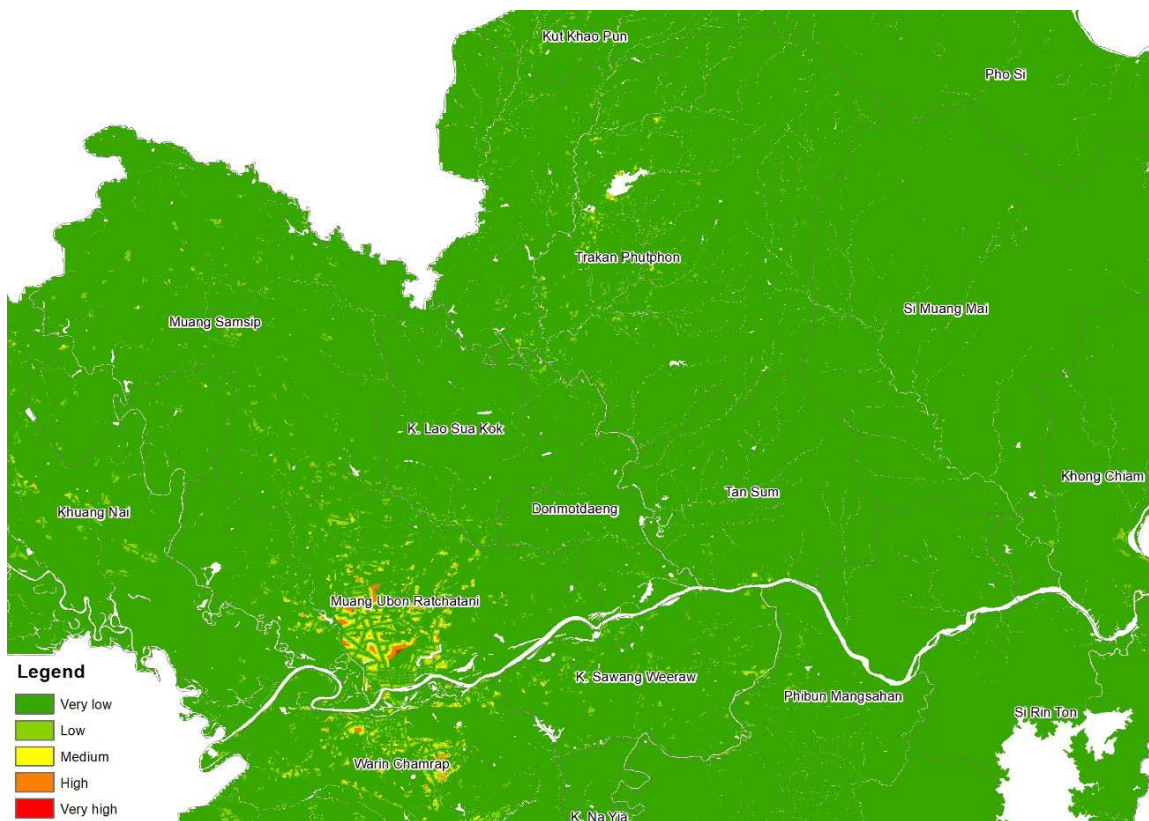 Kut Khao Pun
Pho Si
Trakan Phutphon
Si Muang Mai
Muang Samsip
K. Lao Sua Kok
Khong Chiam
Tan Sum
Donmotdaeng
Khuang Nai
Muang Ubon Ratchatani
K. Sawang Weeraw
Phibun Mangsahan
Si Rin Ton
Warin Chamrap
K. Na Yia
Legend
Very low
Low
Medium
High
Very high